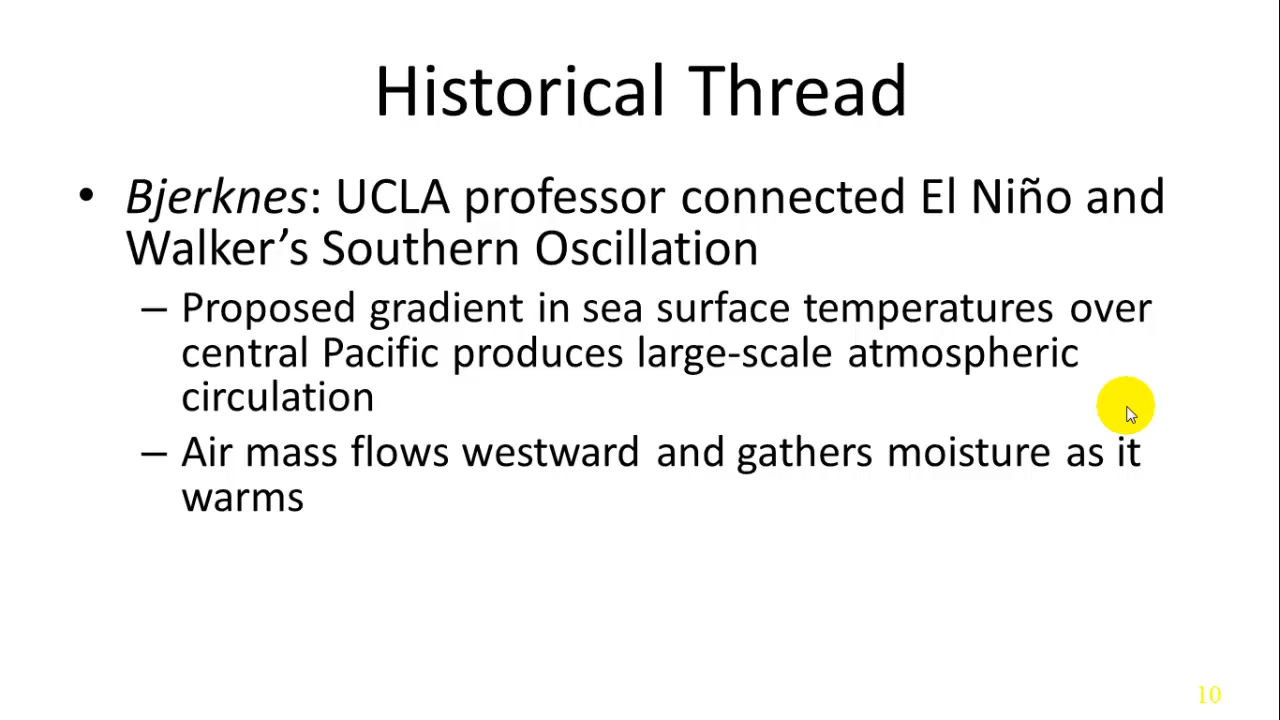 Historical Thread
• Bjerknes: UCLA professor connected El Niño and
Walker’s Southern Oscillation
– Proposed gradient in sea surface temperatures over
central Pacific produces large-scale atmospheric
circulation
– Air mass flows westward and gathers moisture as it
warms
10